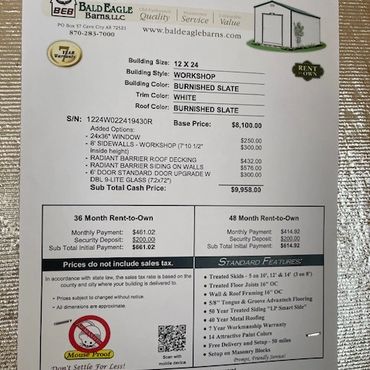 BALD EAGLE
BARNS, LLC
BEB
Quality
Service
Value
PO Box 57 Cave City AR 72521
870-283-7000
www.baldeaglebarns.com
RENT
TO
OWN
Building Size: 12 X 24
Building Style: WORKSHOP
Building Color: BURNISHED SLATE
Trim Color: WHITE
Roof Color: BURNISHED SLATE
S/N: 1224W022419430R Base Price: $8,100.00
Added Options:
- 24x36" WINDOW $250.00
- 8' SIDEWALLS - WORKSHOP (7'10 1/2" Inside height) $300.00
- RADIANT BARRIER ROOF DECKING $432.00
- RADIANT BARRIER SIDING ON WALLS $576.00
- 6' DOOR STANDARD DOOR UPGRADE W $300.00
DBL 9-LITE GLASS (72x72")
Sub Total Cash Price: $9,958.00
36 Month Rent-to-Own
Monthly Payment: $461.02
Security Deposit: $200.00
Sub Total Initial Payment: $661.02
48 Month Rent-to-Own
Monthly Payment: $414.92
Security Deposit: $200.00
Sub Total Initial Payment: $614.92
Prices do not include sales tax.
In accordance with state law, the sales tax rate is based on the
county and city where your building is delivered to.
• Prices subject to changed without notice.
• All dimensions are approximate.
Mouse Proof
Scan with
mobile device
Don't Settle For Less!
STANDARD FEATURES:
• Treated Skids - 5 on 10', 12' & 14' (3 on 8')
• Treated Floor Joists 16" OC
• Wall & Roof Framing 16" OC
• 5/8" Tongue & Groove Advantech Flooring
• 50 Year Treated Siding "LP Smart Side"
• 40 Year Metal Roofing
• 7 Year Workmanship Warranty
• 14 Attractive Paint Colors
• Free Delivery and Setup - 50 miles
• Setup on Masonry Blocks
Prompt, Friendly Service!